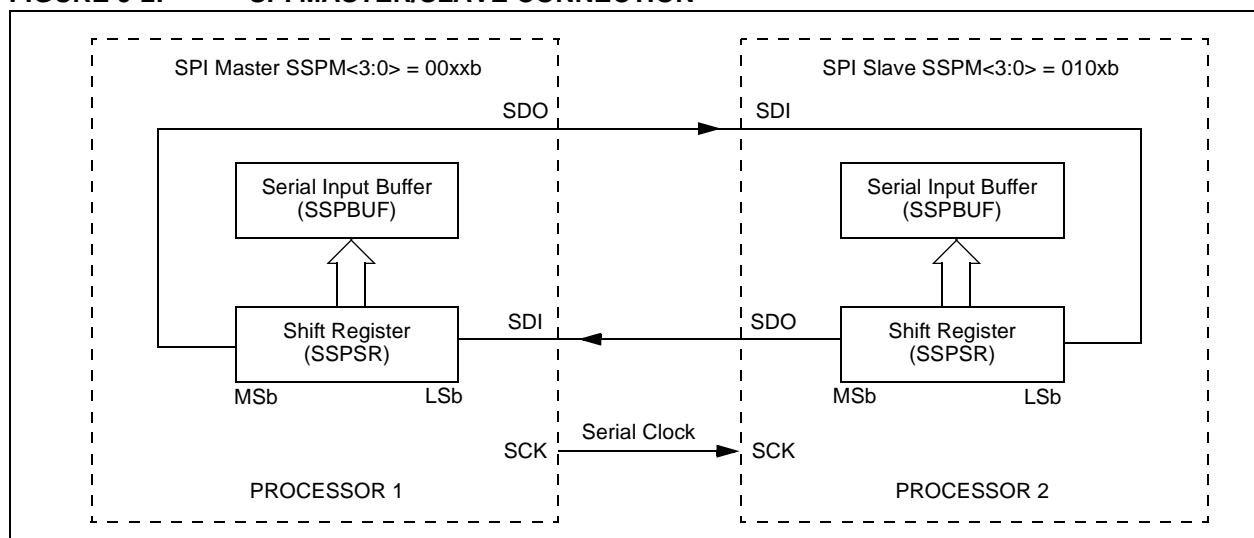 SPI Master SSPM<3:0> = 00xxb
SPI Slave SSPM<3:0> = 010xb
SDO
SDI
Serial Input Buffer
(SSPBUF)
Serial Input Buffer
(SSPBUF)
Shift Register
(SSPSR)
SDI
SDO
Shift Register
(SSPSR)
MSb
LSb
MSb
LSb
SCK
Serial Clock
SCK
PROCESSOR 1
PROCESSOR 2